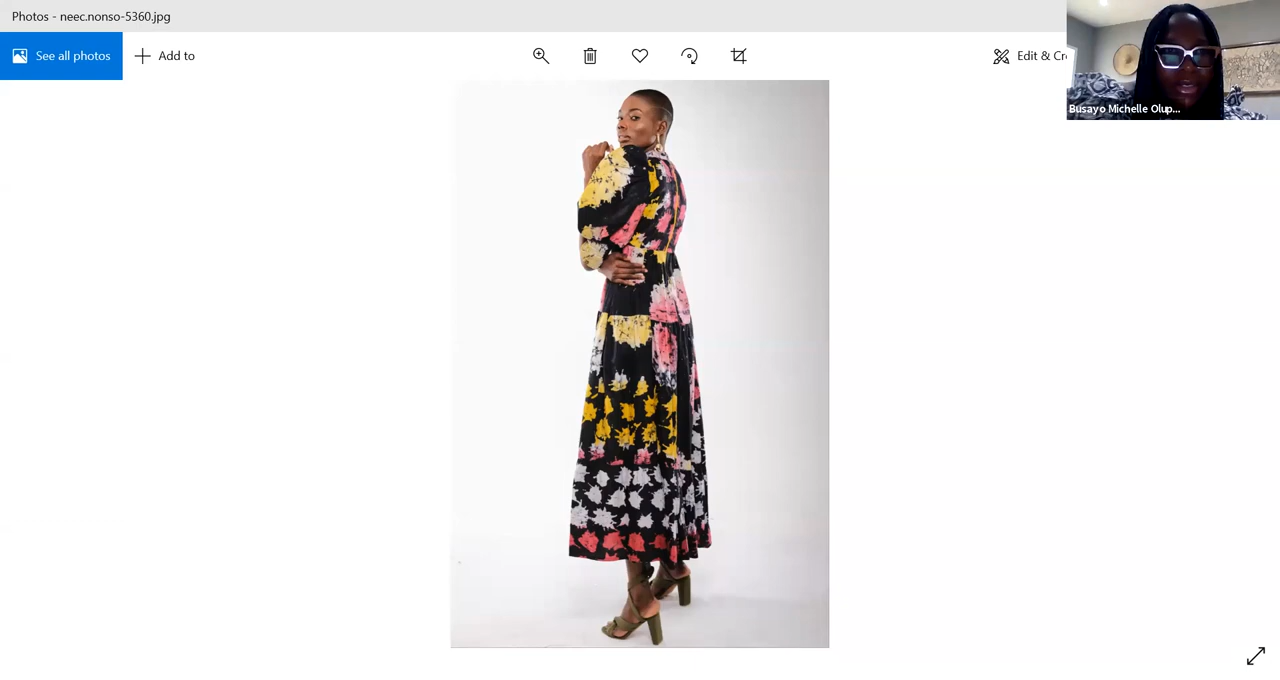 Photos - neec.nonso-5360.jpg
See all photos
Add to
Edit & Cr
Busayo Michelle Olup...